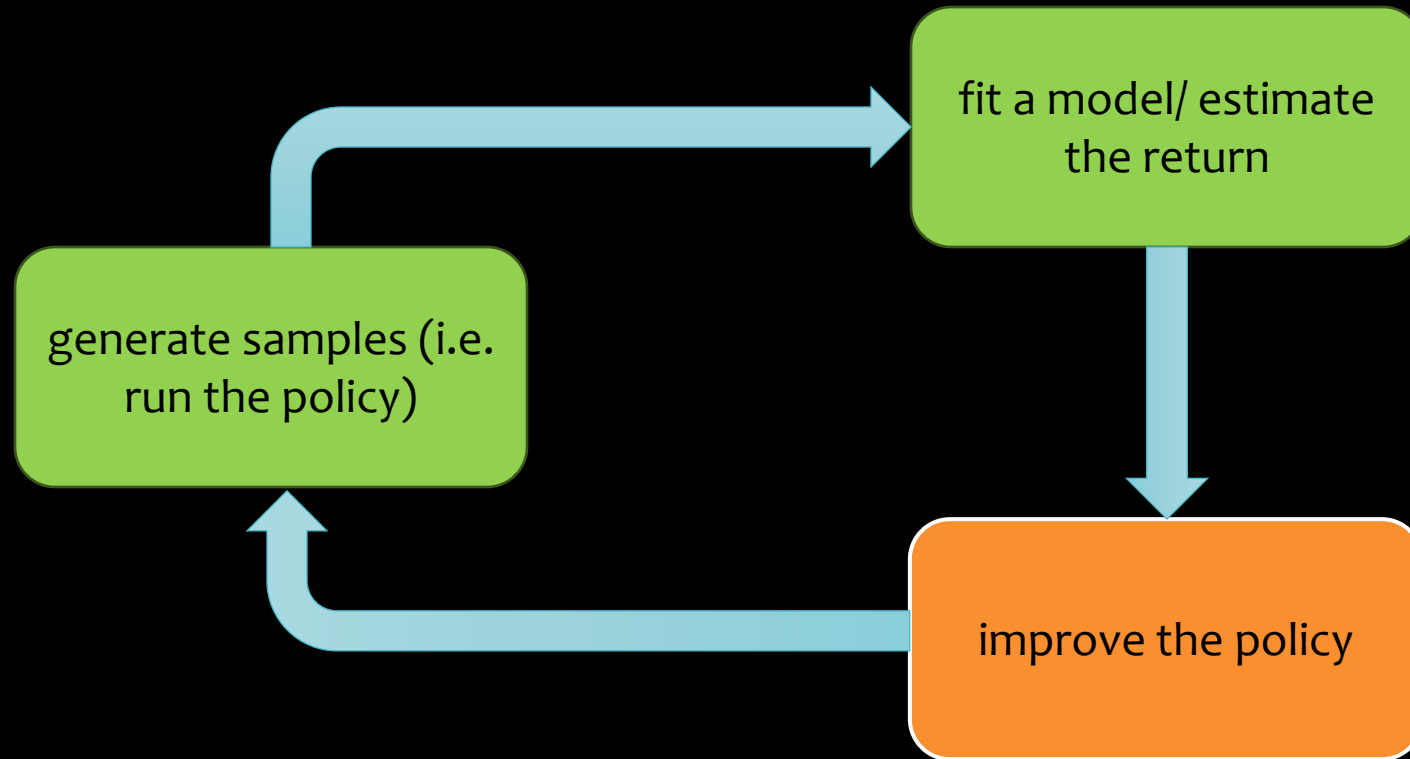 fit a model/ estimate
the return
generate samples (i.e.
run the policy)
improve the policy